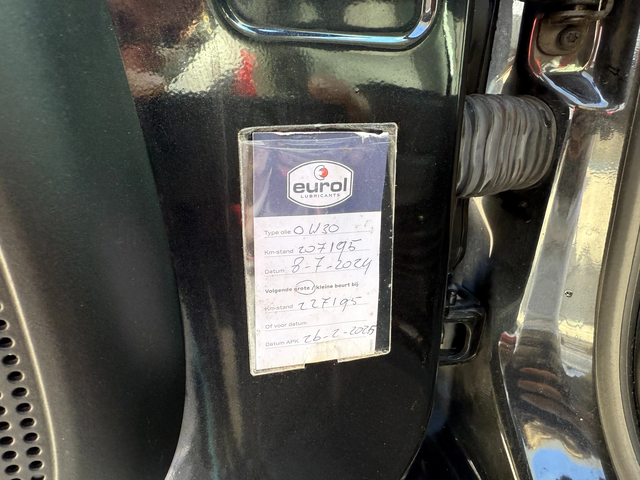 eurol
LUBRICANTS
Type olie 0W30
Km-stand 207195
Datum 8-7-2024
Volgende grote / kleine beurt bij
Km-stand 227195
Of voor datum
Datum APK 26-2-2025